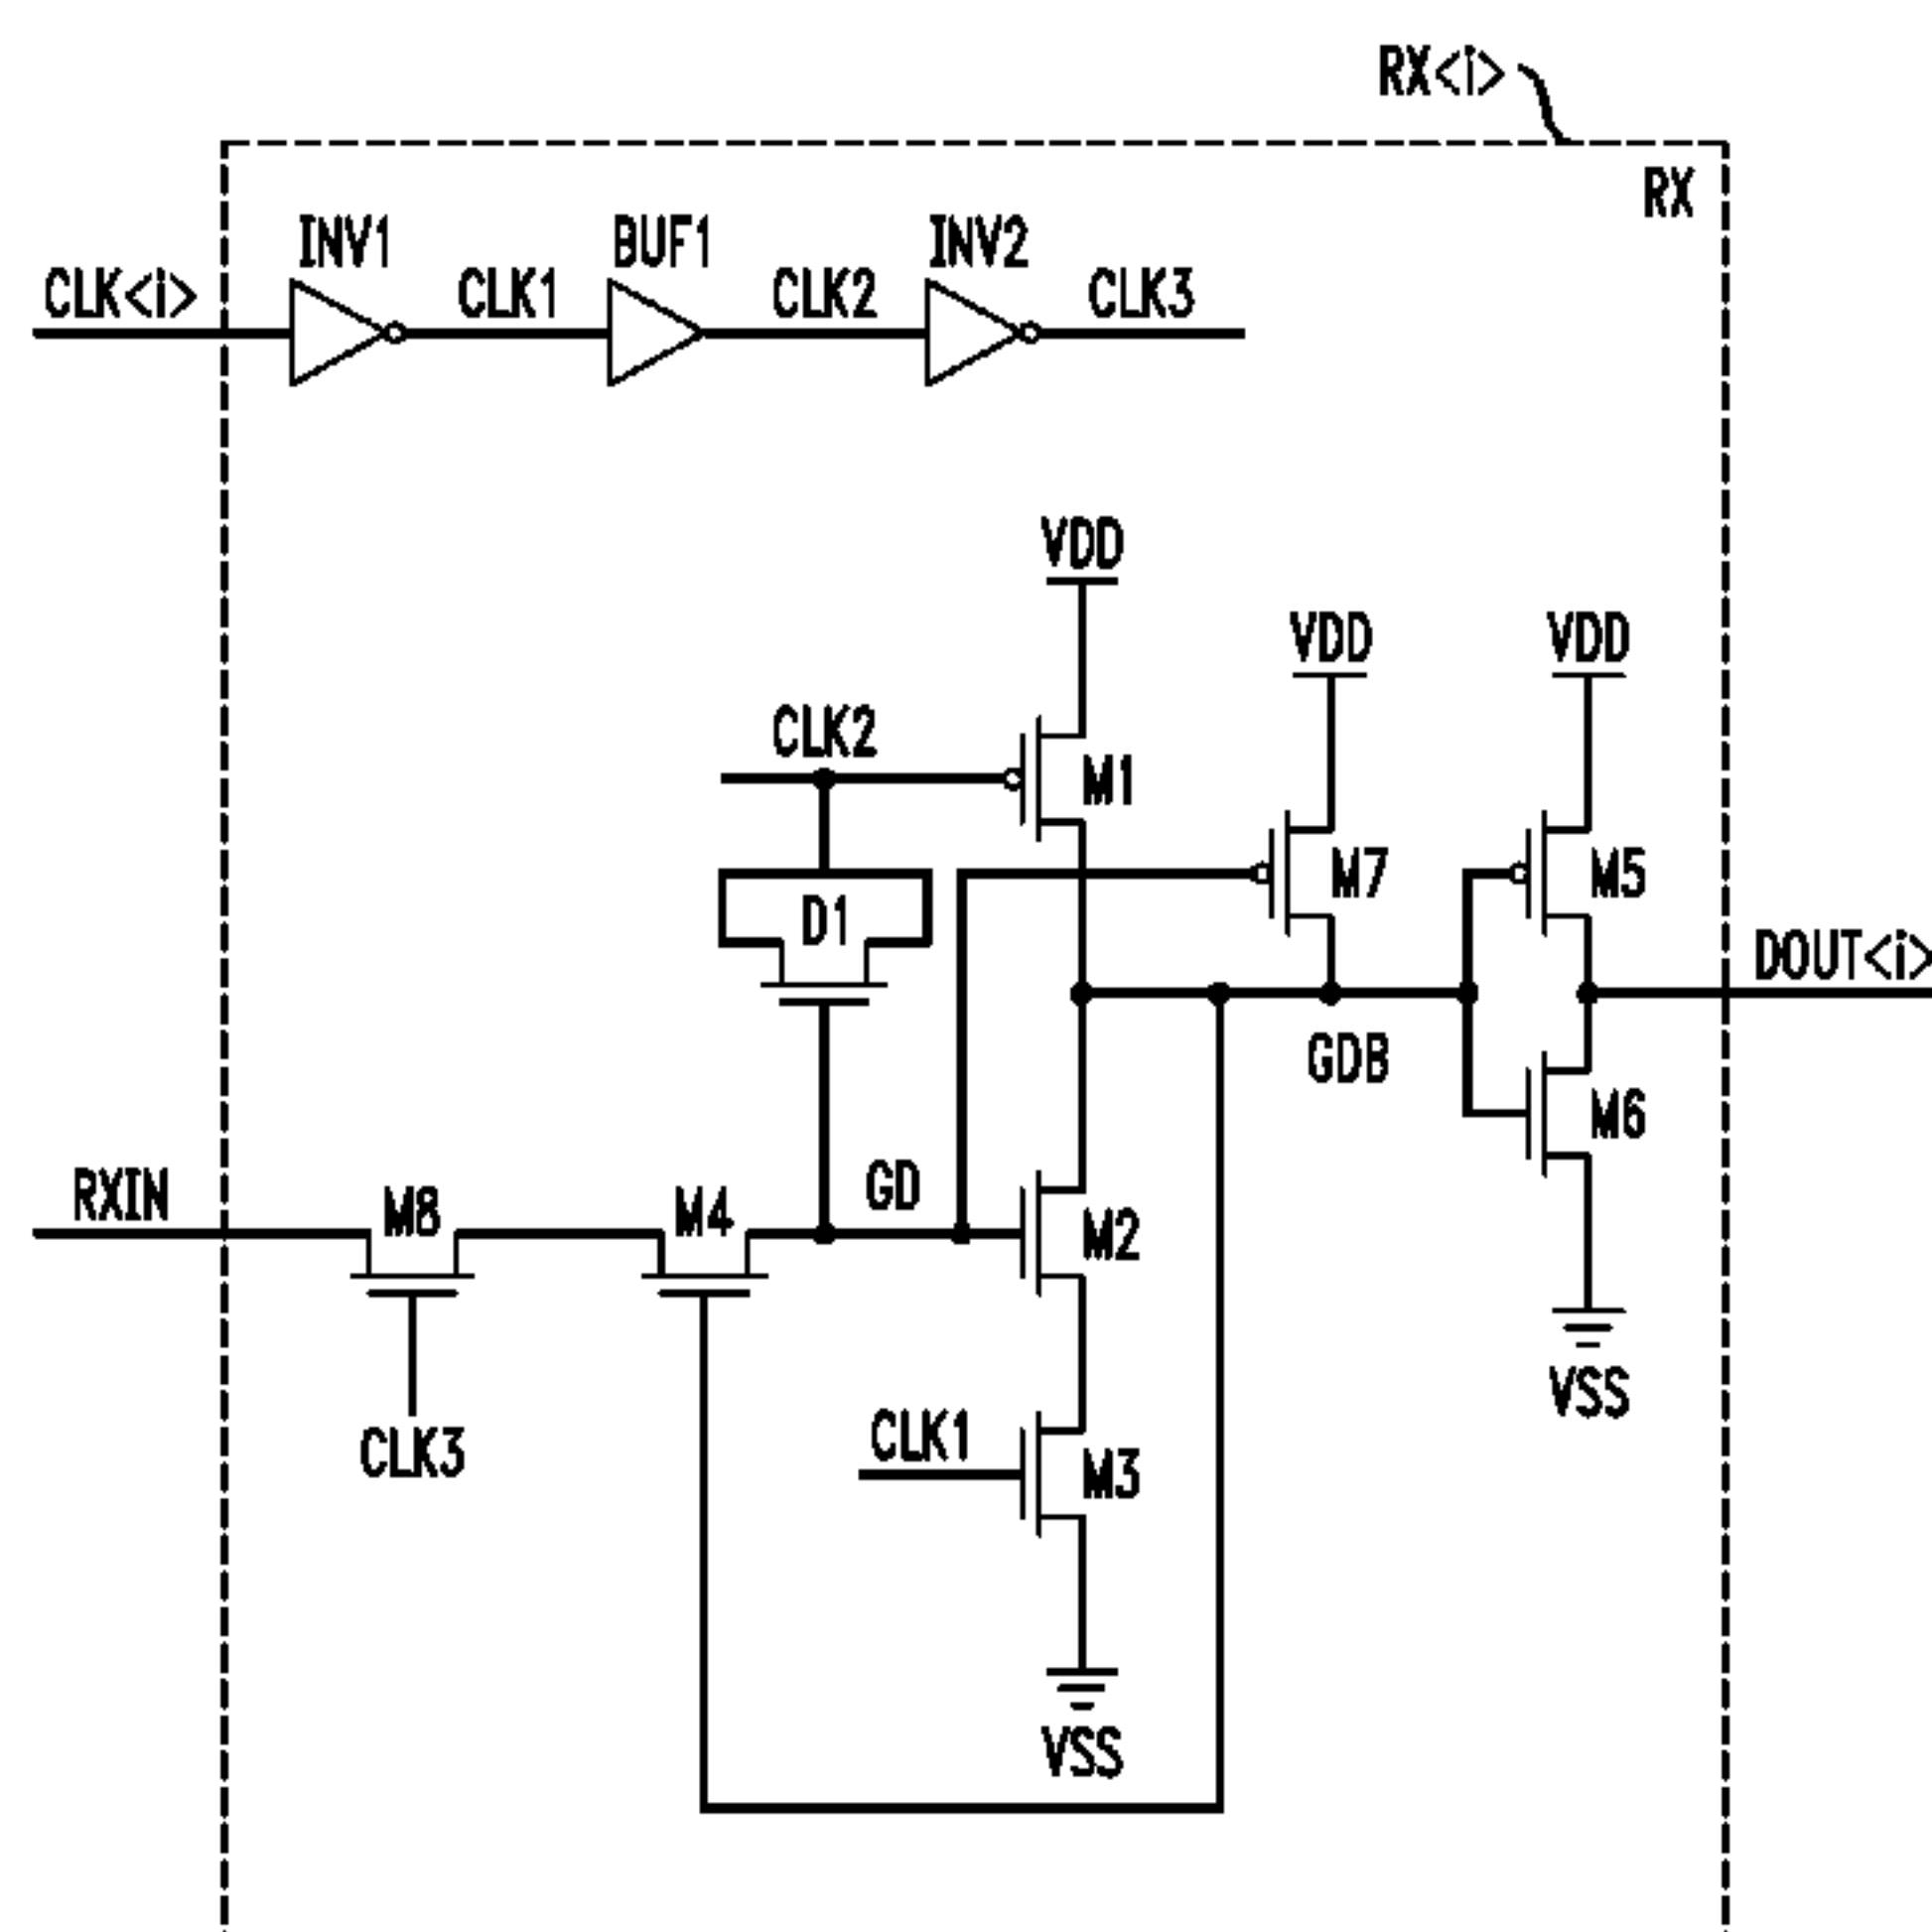 RX<i>
RX
INV1 BUF1 INV2
CLK<i> CLK1 CLK2 CLK3
VDD
VDD VDD
CLK2
M1
M7 M5
D1
DOUT<i>
GDB
M6
RXIN M8 M4 GD
M2
VSS
CLK3
CLK1
M3
VSS